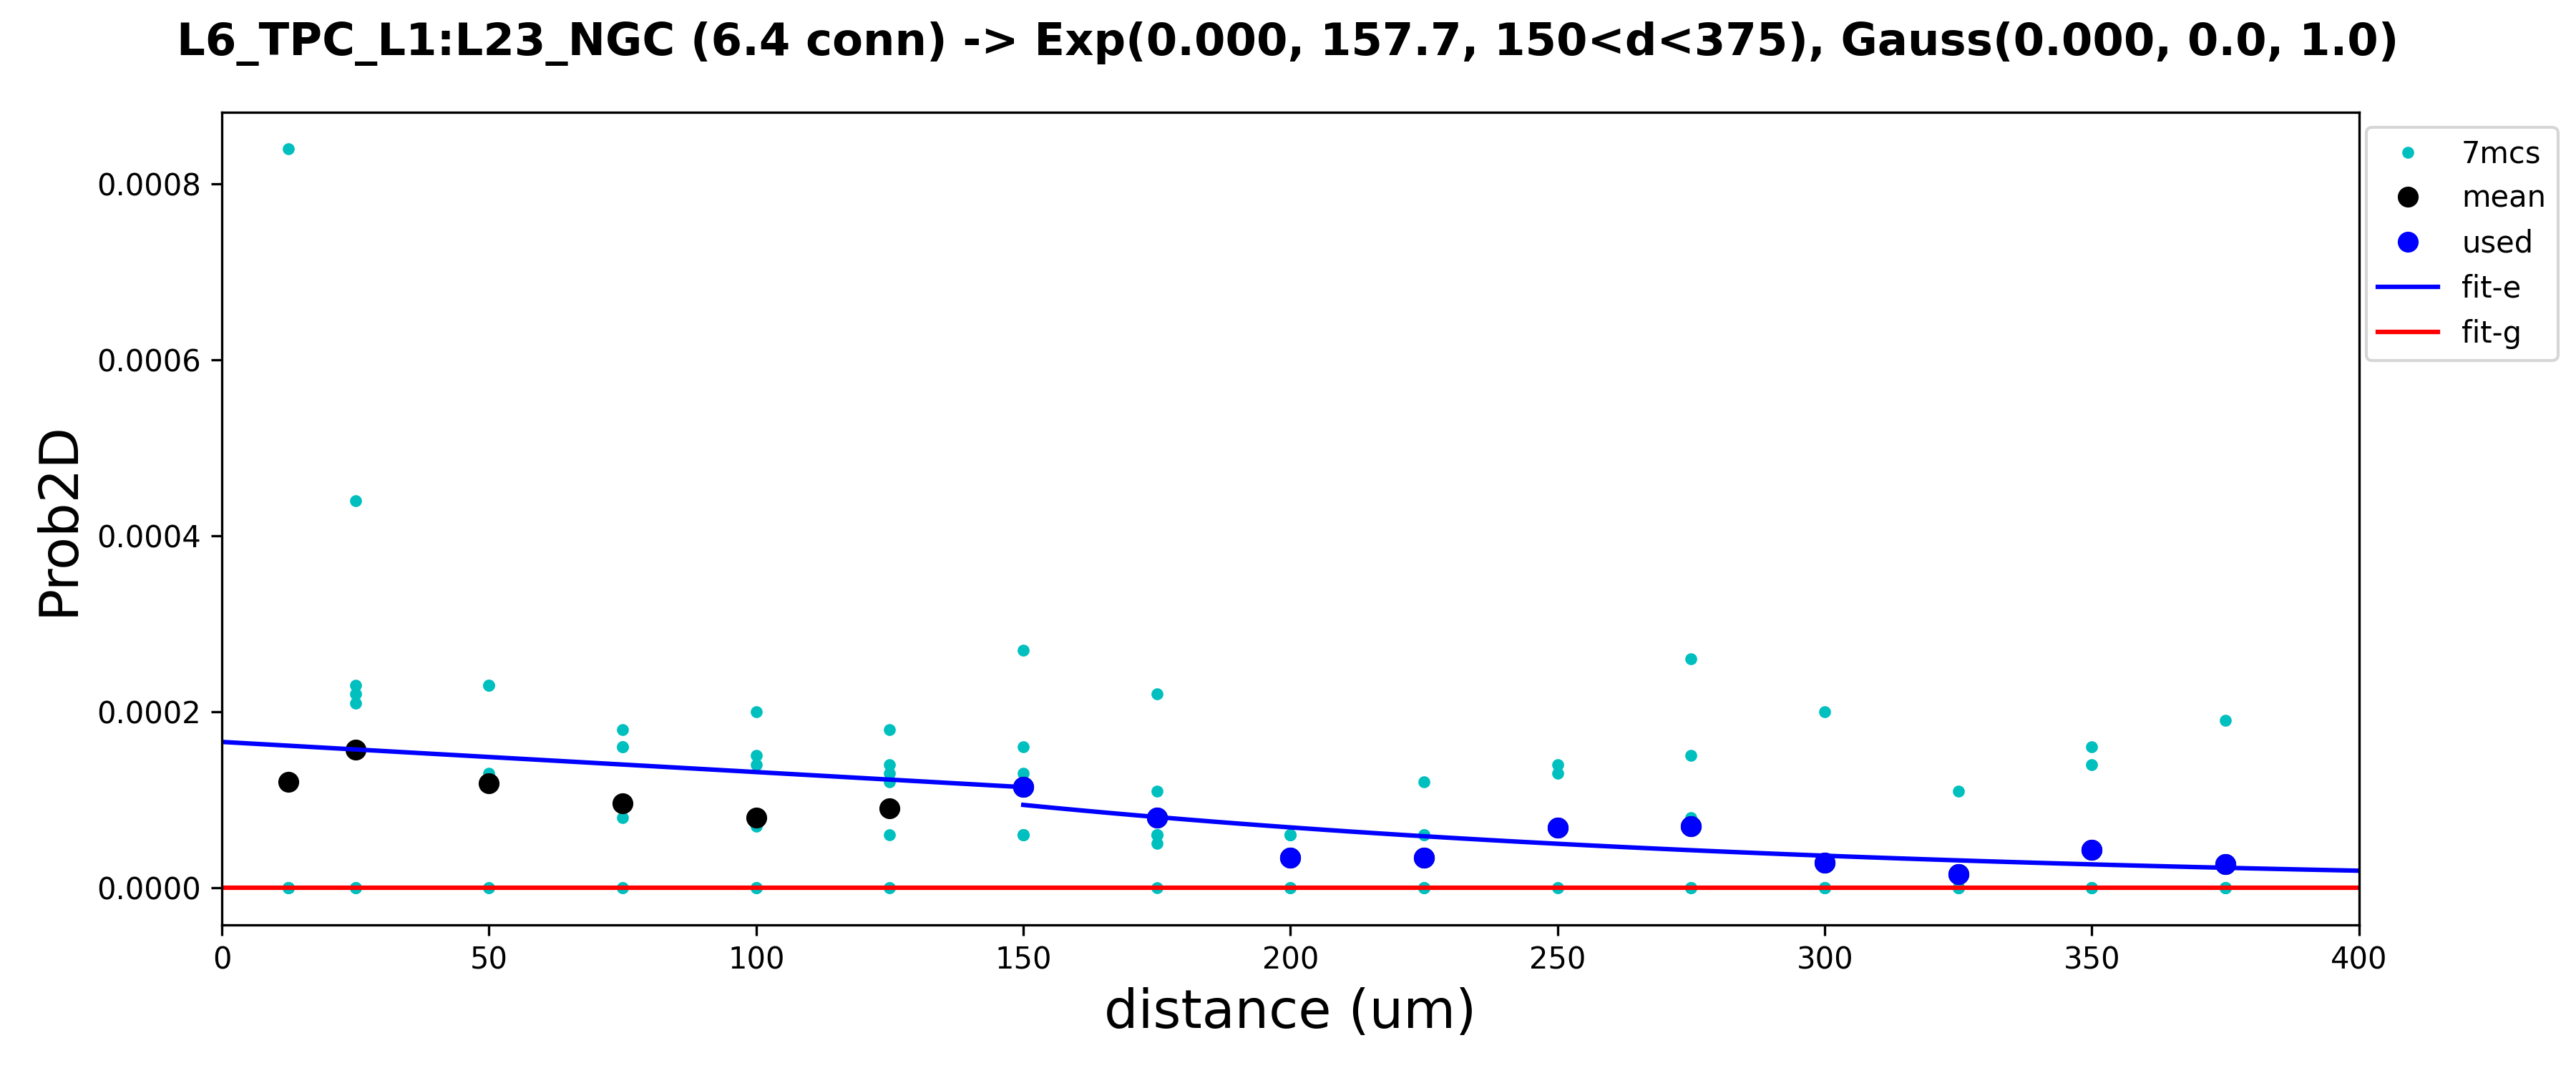 L6_TPC_L1:L23_NGC (6.4 conn) -> Exp(0.000, 157.7, 150<d<375), Gauss(0.000, 0.0, 1.0)
7mcs
mean
used
fit-e
fit-g
Prob2D
0.0008
0.0006
0.0004
0.0002
0.0000
0 50 100 150 200 250 300 350 400
distance (um)